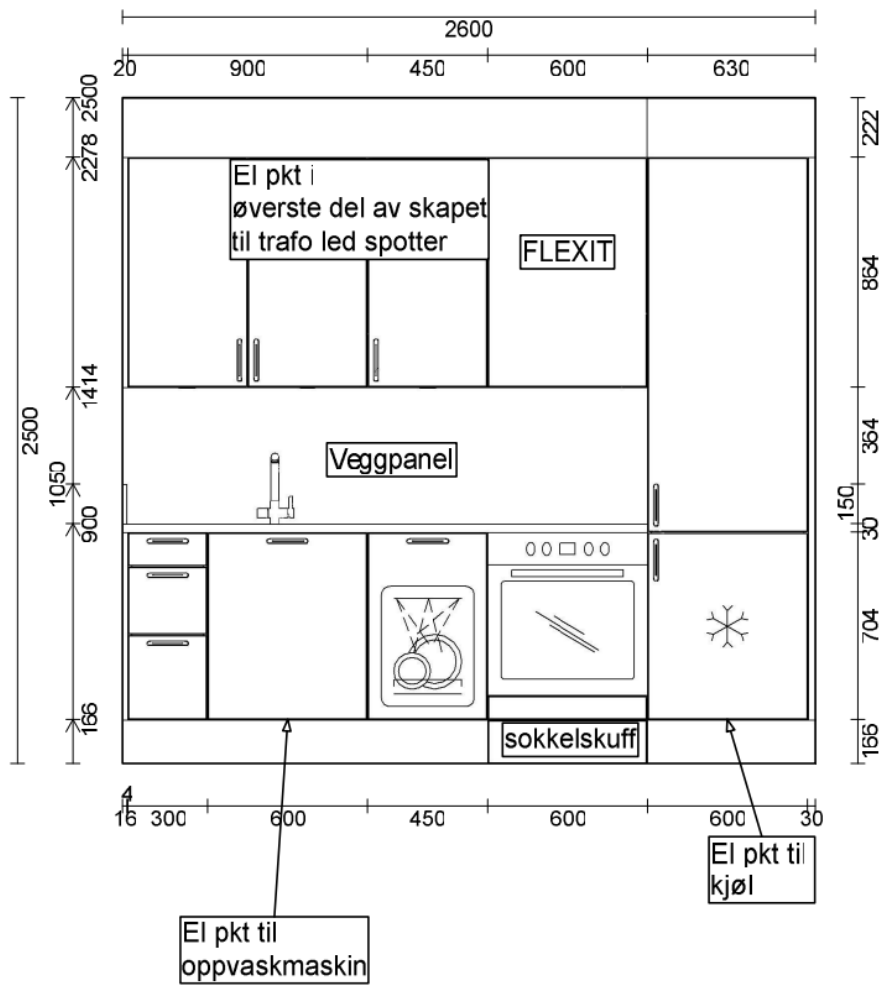 2600
20 900 450 600 630
2500
2278
1414
1050
900
166
2500
222
864
364
150
30
704
166
El pkt i
øverste del av skapet
til trafo led spotter
FLEXIT
Veggpanel
sokkelskuff
4
16 300 600 450 600 600 30
El pkt til
kjøl
El pkt til
oppvaskmaskin